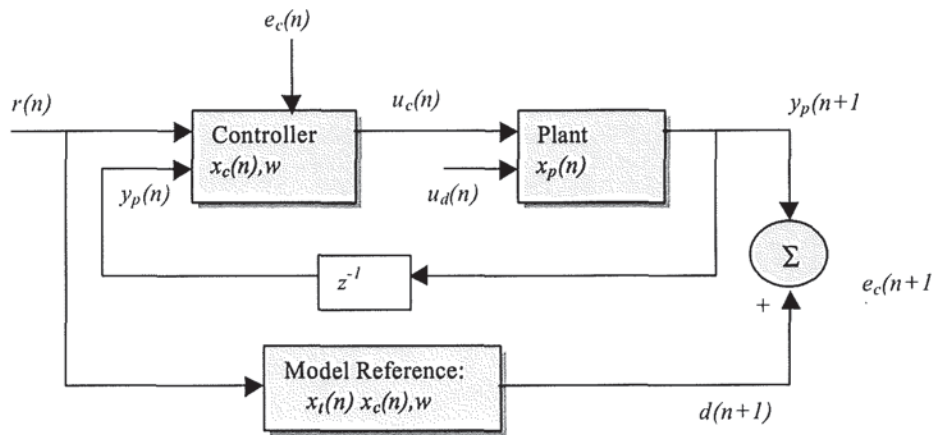 e_c(n)
r(n)
u_c(n)
y_p(n+1
Controller
x_c(n),w
Plant
x_p(n)
y_p(n)
u_d(n)
Σ
z^-1
+
e_c(n+1
Model Reference:
x_t(n) x_c(n),w
d(n+1)